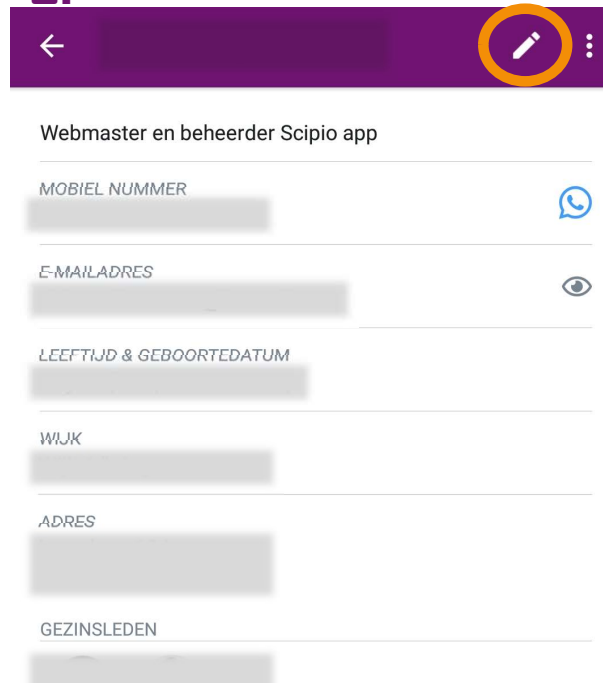 Webmaster en beheerder Scipio app
MOBIEL NUMMER
E-MAILADRES
LEEFTIJD & GEBOORTEDATUM
WIJK
ADRES
GEZINSLEDEN